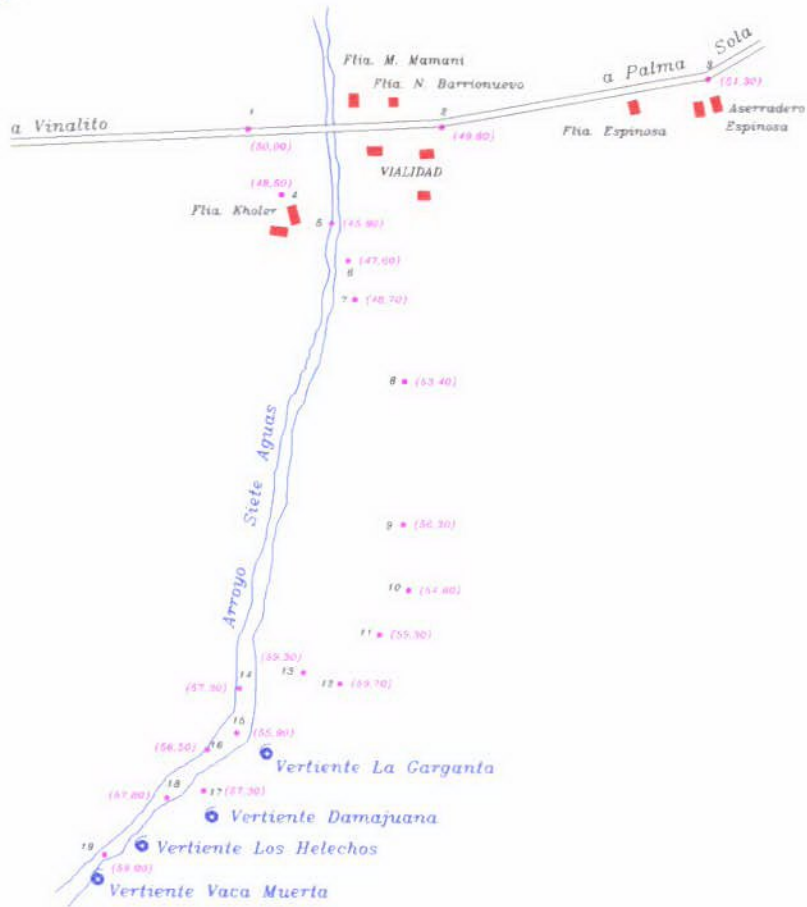 Flia. M. Mamani
Flia. N. Barrionuevo
a Palma Sola
3
(51,30)
1
2
a Vinalito
(50,00)
(49,80)
Flia. Espinosa
Aserradero
Espinosa
VIALIDAD
(48,50)
4
Flia. Kholer
5
(45,90)
(47,60)
6
7
(48,70)
8
(53,40)
Arroyo Siete Aguas
9
(56,30)
10
11
(59,30)
13
12
(59,70)
14
(57,30)
15
(55,90)
16
(56,50)
Vertiente La Garganta
18
17
(57,30)
Vertiente Damajuana
19
Vertiente Los Helechos
Vertiente Vaca Muerta